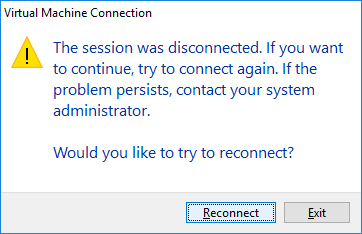 Virtual Machine Connection
The session was disconnected. If you want
to continue, try to connect again. If the
problem persists, contact your system
administrator.
Would you like to try to reconnect?
Reconnect
Exit